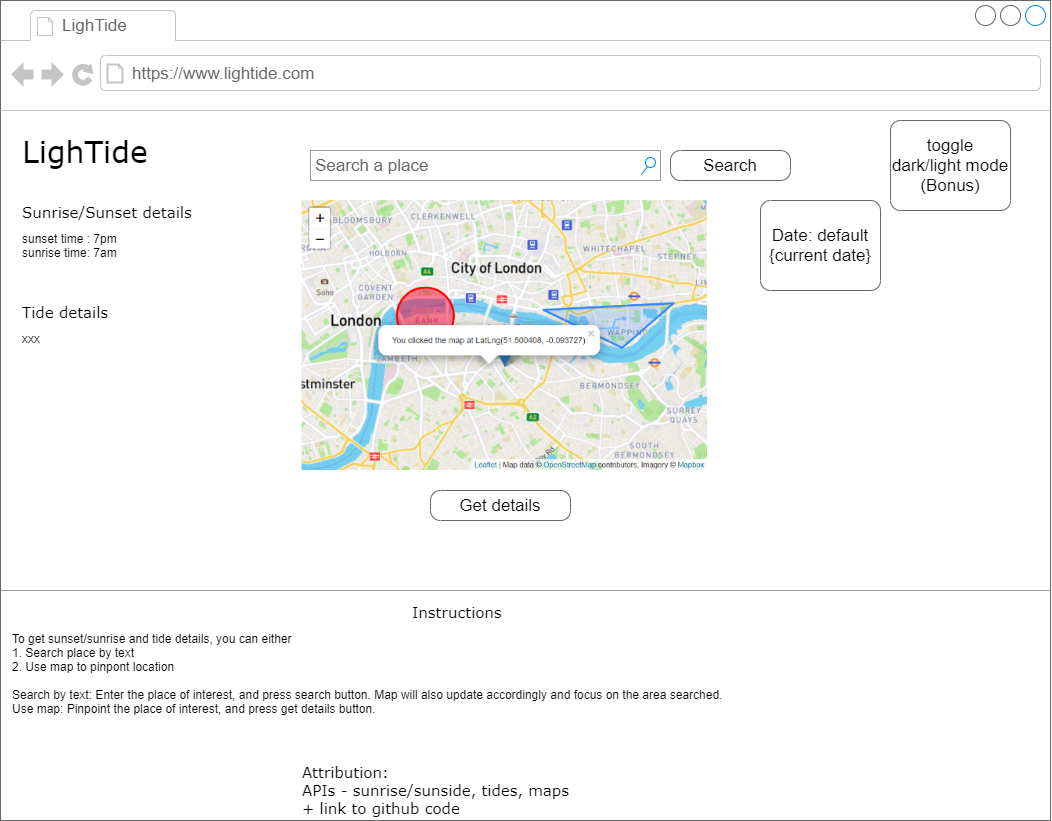 LighTide
https://www.lightide.com
LighTide
Search a place
Search
toggle
dark/light mode
(Bonus)
Sunrise/Sunset details
sunset time : 7pm
sunrise time: 7am
Date: default
{current date}
Tide details
xxx
+
−
BLOOMSBURY
CLERKENWELL
HOLBORN
WHITECHAPEL
STEPNEY
City of London
A4
Soho
COVENT
GARDEN
London
BANK
WAPPING
You clicked the map at LatLng(51.500408, -0.093727)
×
LAMBETH
stminster
BERMONDSEY
SURREY
QUAYS
A2
SOUTH
BERMONDSEY
ny Rd
Leaflet | Map data © OpenStreetMap contributors, Imagery © Mapbox
Get details
Instructions
To get sunset/sunrise and tide details, you can either
1. Search place by text
2. Use map to pinpont location
Search by text: Enter the place of interest, and press search button. Map will also update accordingly and focus on the area searched.
Use map: Pinpoint the place of interest, and press get details button.
Attribution:
APIs - sunrise/sunside, tides, maps
+ link to github code